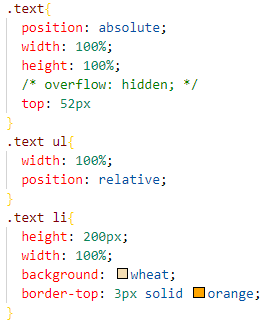 .text{
position: absolute;
width: 100%;
height: 100%;
/* overflow: hidden; */
top: 52px
}
.text ul{
width: 100%;
position: relative;
}
.text li{
height: 200px;
width: 100%;
background: wheat;
border-top: 3px solid orange;
}